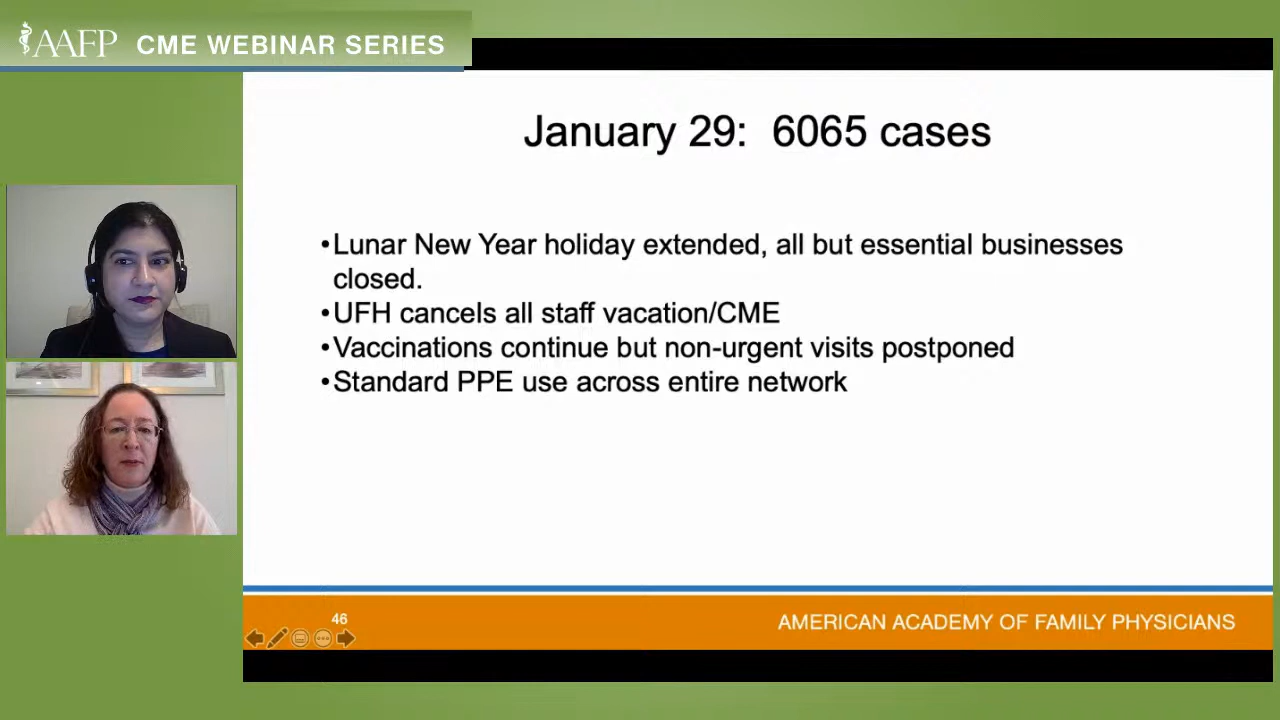 AAFP CME WEBINAR SERIES
January 29: 6065 cases
•Lunar New Year holiday extended, all but essential businesses
closed.
•UFH cancels all staff vacation/CME
•Vaccinations continue but non-urgent visits postponed
•Standard PPE use across entire network
46
AMERICAN ACADEMY OF FAMILY PHYSICIANS